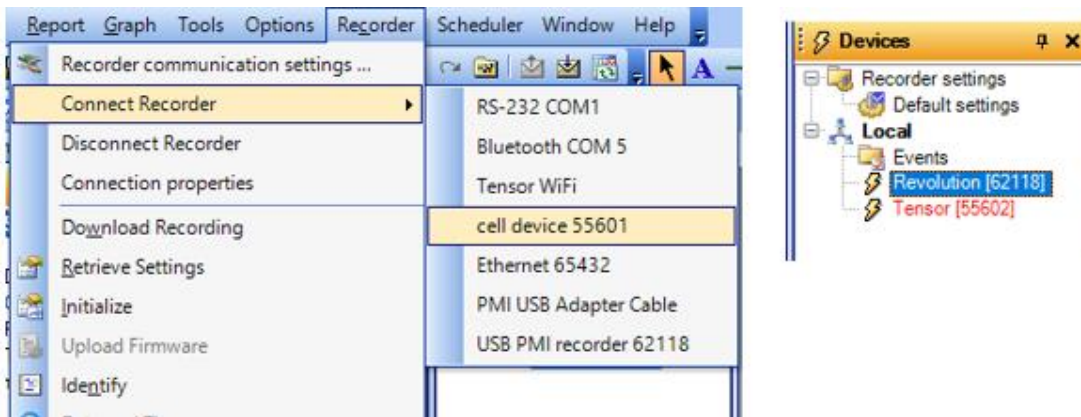 Report Graph Tools Options Recorder Scheduler Window Help
Recorder communication settings ...
Connect Recorder
Disconnect Recorder
Connection properties
Download Recording
Retrieve Settings
Initialize
Upload Firmware
Identify
RS-232 COM1
Bluetooth COM 5
Tensor WiFi
cell device 55601
Ethernet 65432
PMI USB Adapter Cable
USB PMI recorder 62118
A
Devices
Recorder settings
Default settings
Local
Events
Revolution [62118]
Tensor [55602]